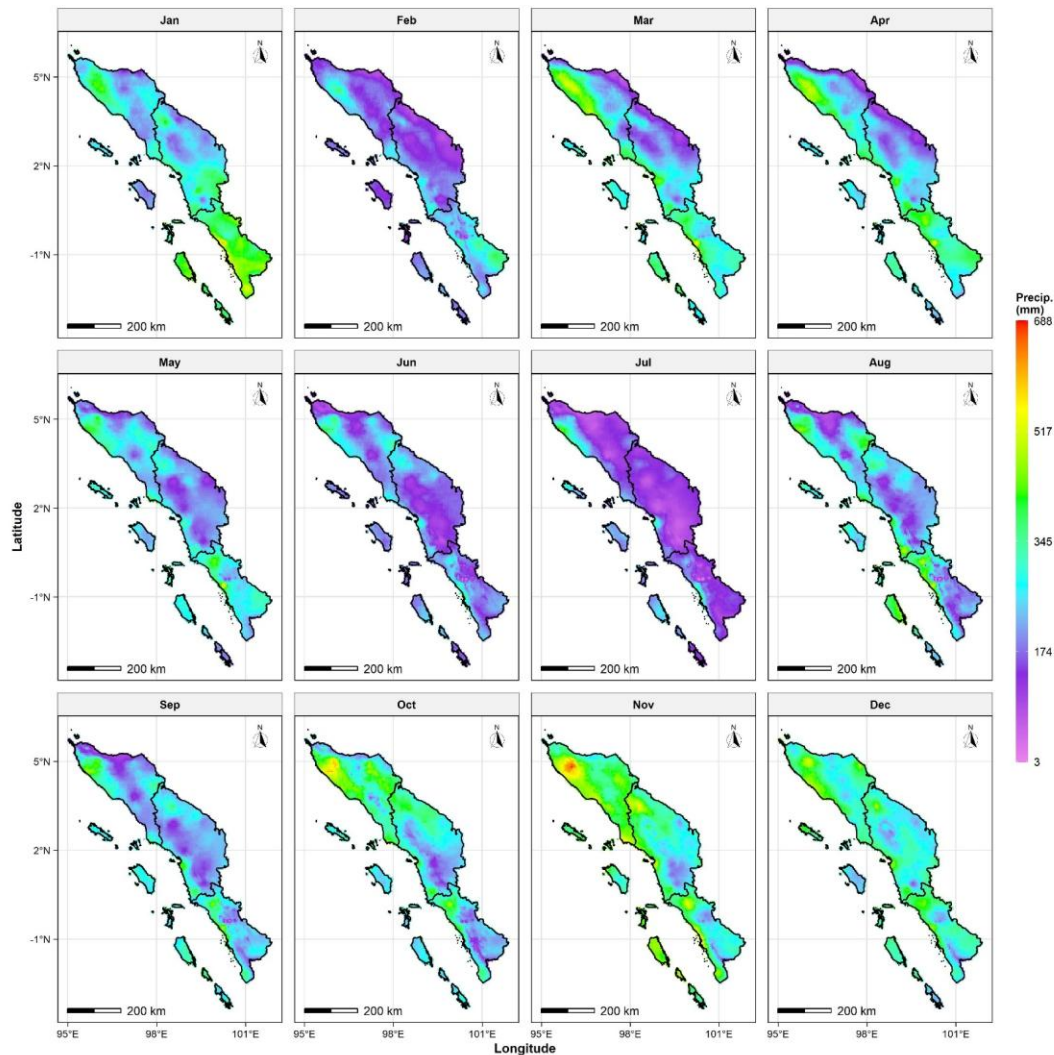 Jan Feb Mar Apr
N N N N
5°N
2°N
-1°N
200 km 200 km 200 km 200 km
Precip.
(mm)
688
517
345
174
3
May Jun Jul Aug
N N N N
5°N
2°N
-1°N
200 km 200 km 200 km 200 km
Latitude
Sep Oct Nov Dec
N N N N
5°N
2°N
-1°N
200 km 200 km 200 km 200 km
95°E 98°E 101°E 95°E 98°E 101°E 95°E 98°E 101°E 95°E 98°E 101°E
Longitude